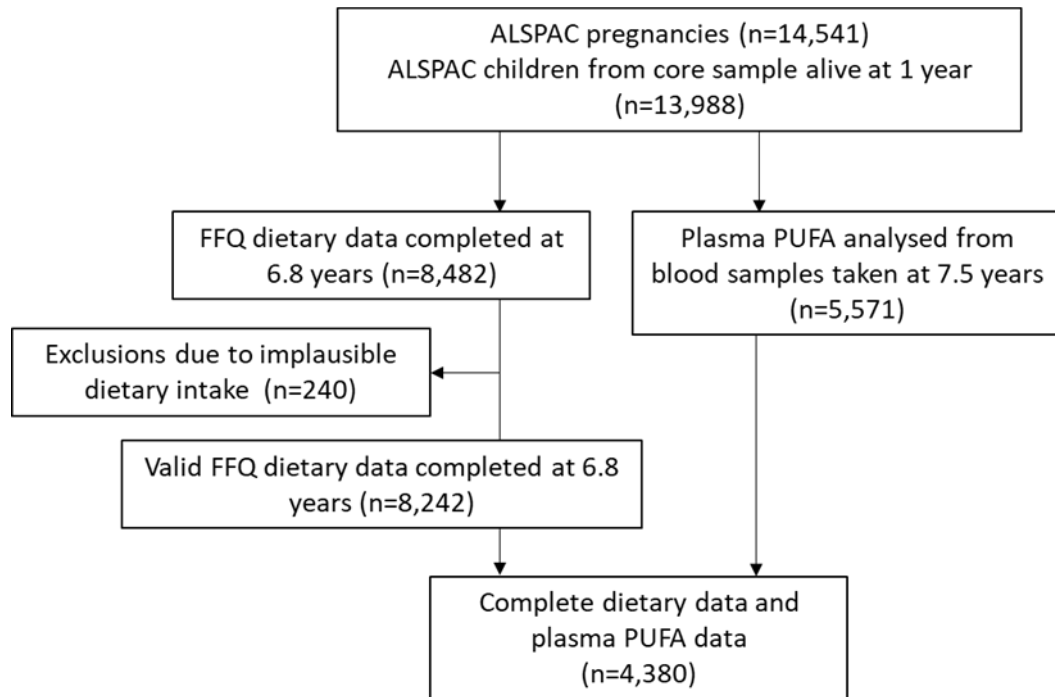 ALSPAC pregnancies (n=14,541)
ALSPAC children from core sample alive at 1 year
(n=13,988)
FFQ dietary data completed at
6.8 years (n=8,482)
Plasma PUFA analysed from
blood samples taken at 7.5 years
(n=5,571)
Exclusions due to implausible
dietary intake (n=240)
Valid FFQ dietary data completed at 6.8
years (n=8,242)
Complete dietary data and
plasma PUFA data
(n=4,380)